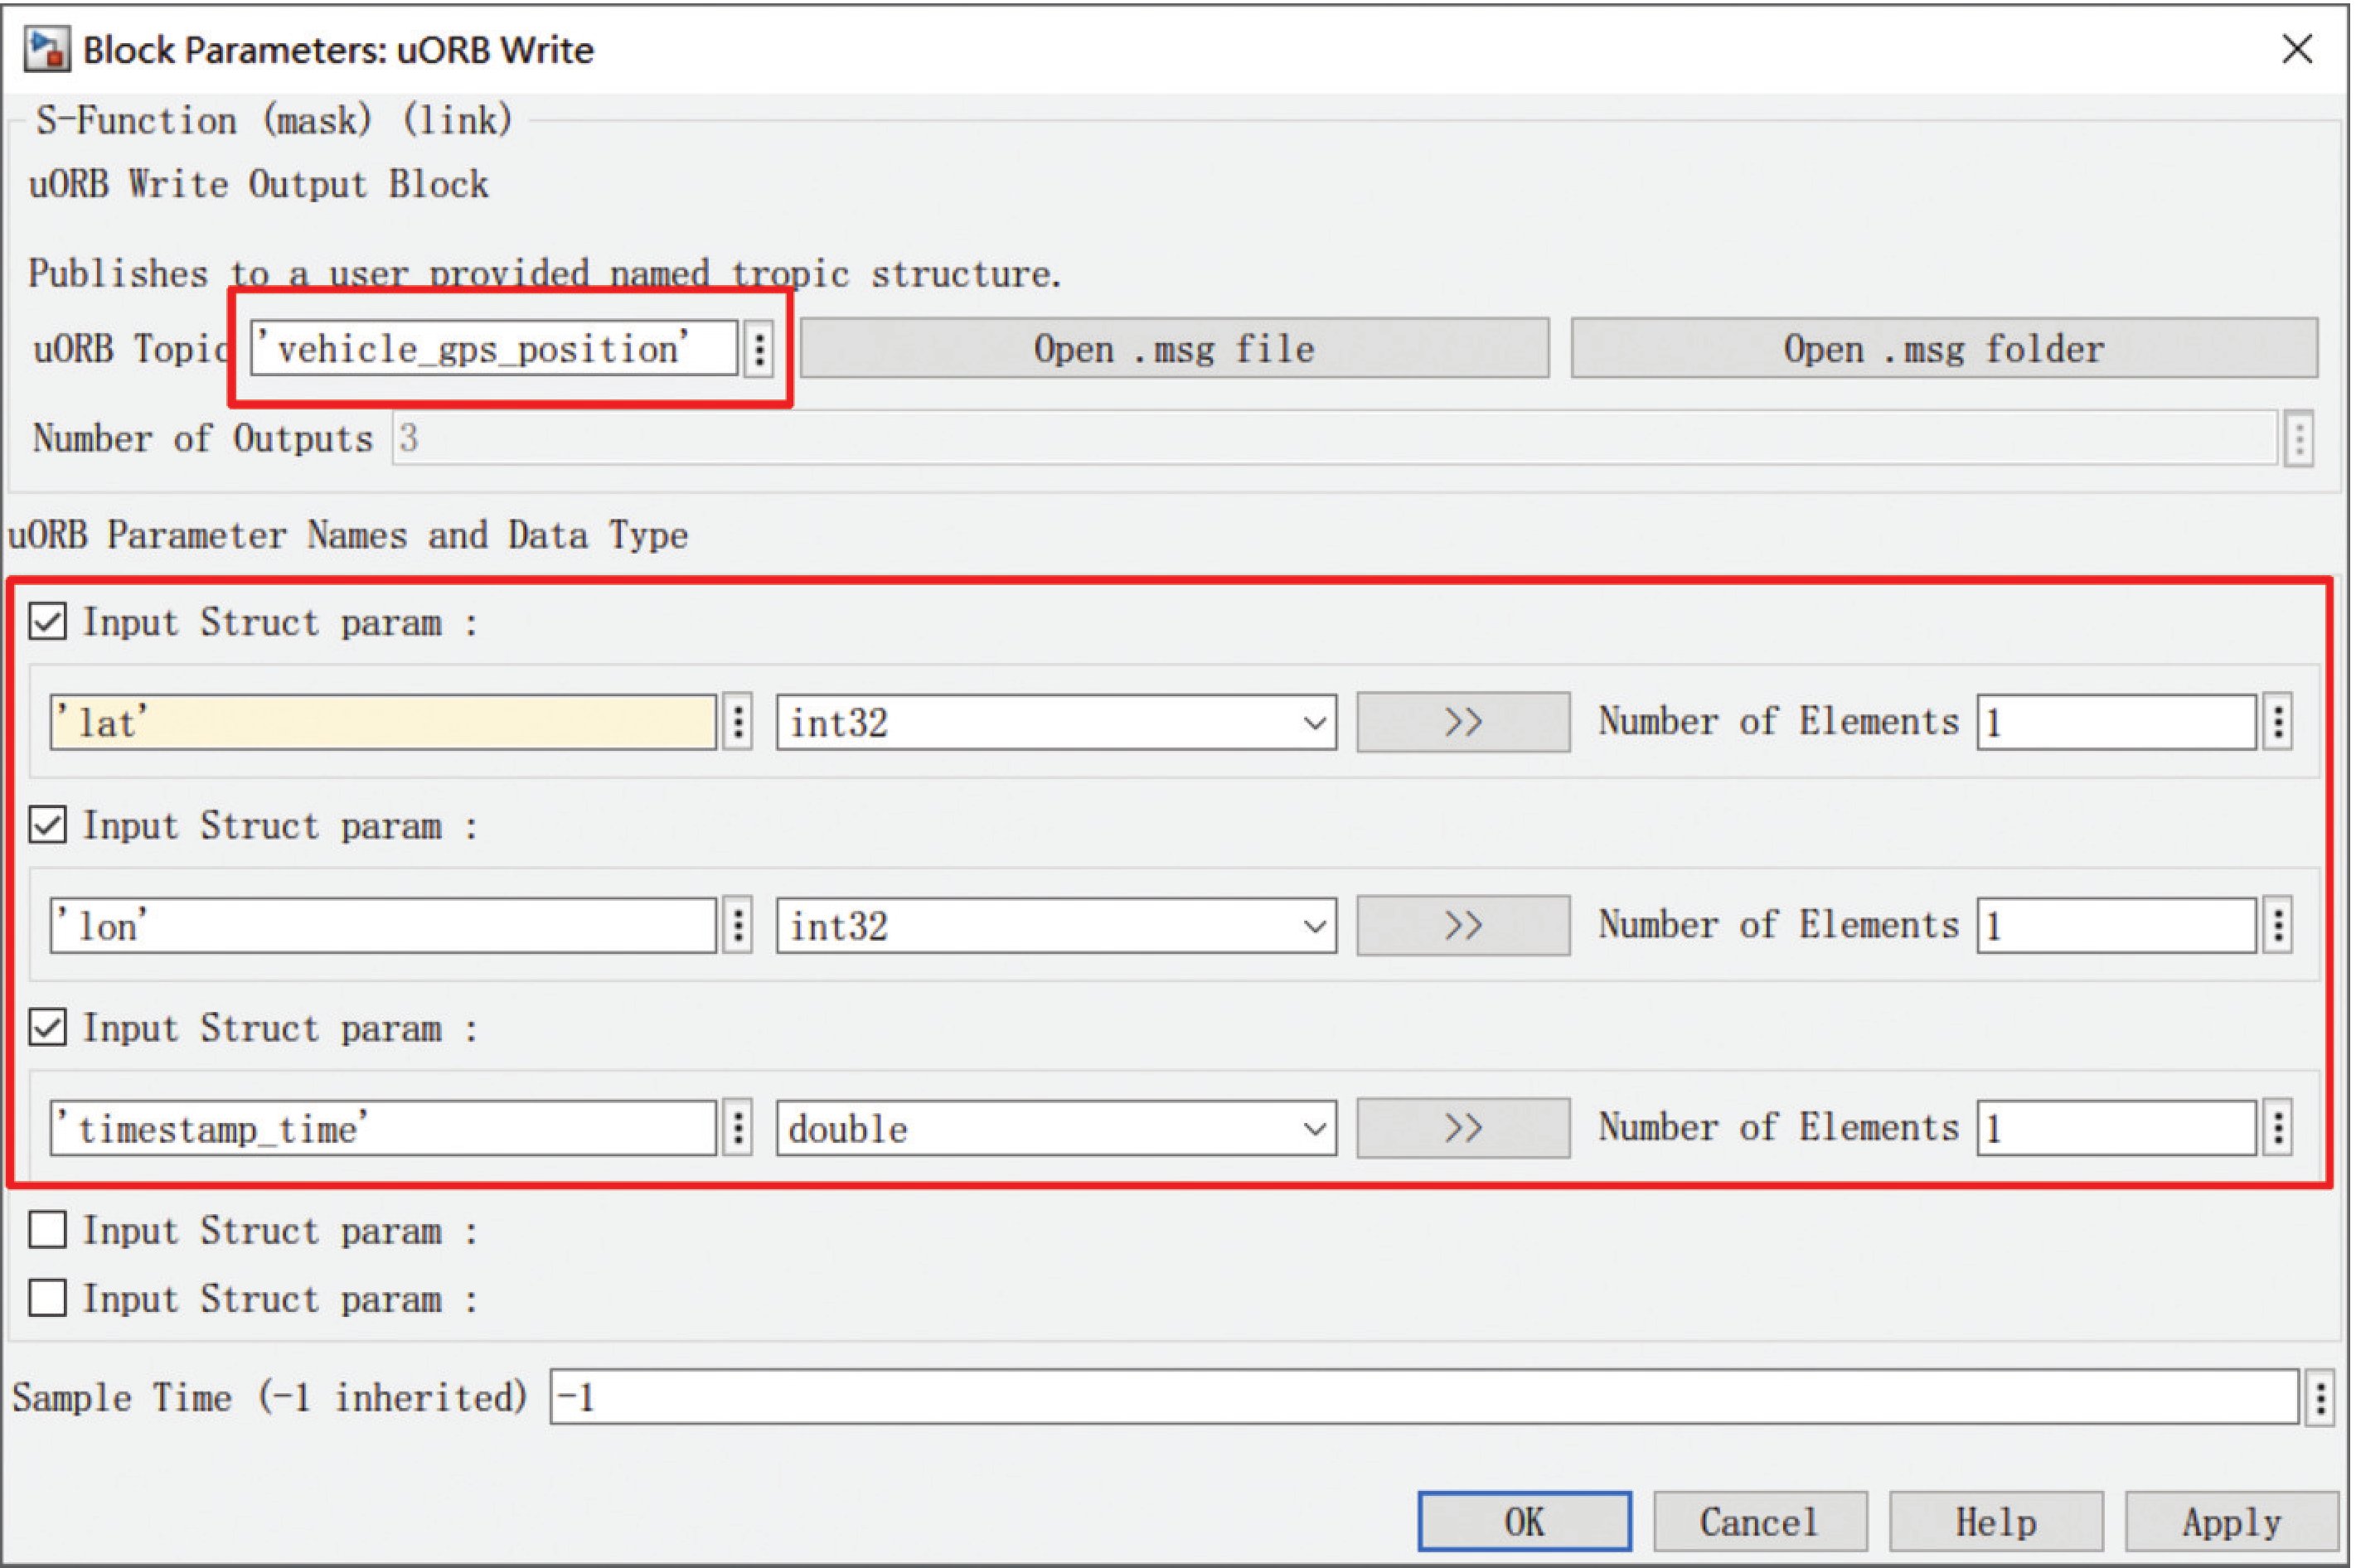 Block Parameters: uORB Write
S-Function (mask) (link)
uORB Write Output Block
Publishes to a user provided named tropic structure.
uORB Topic 'vehicle_gps_position' Open .msg file Open .msg folder
Number of Outputs 3
uORB Parameter Names and Data Type
Input Struct param :
'lat' int32 >> Number of Elements 1
Input Struct param :
'lon' int32 >> Number of Elements 1
Input Struct param :
'timestamp_time' double >> Number of Elements 1
Input Struct param :
Input Struct param :
Sample Time (-1 inherited) -1
OK Cancel Help Apply